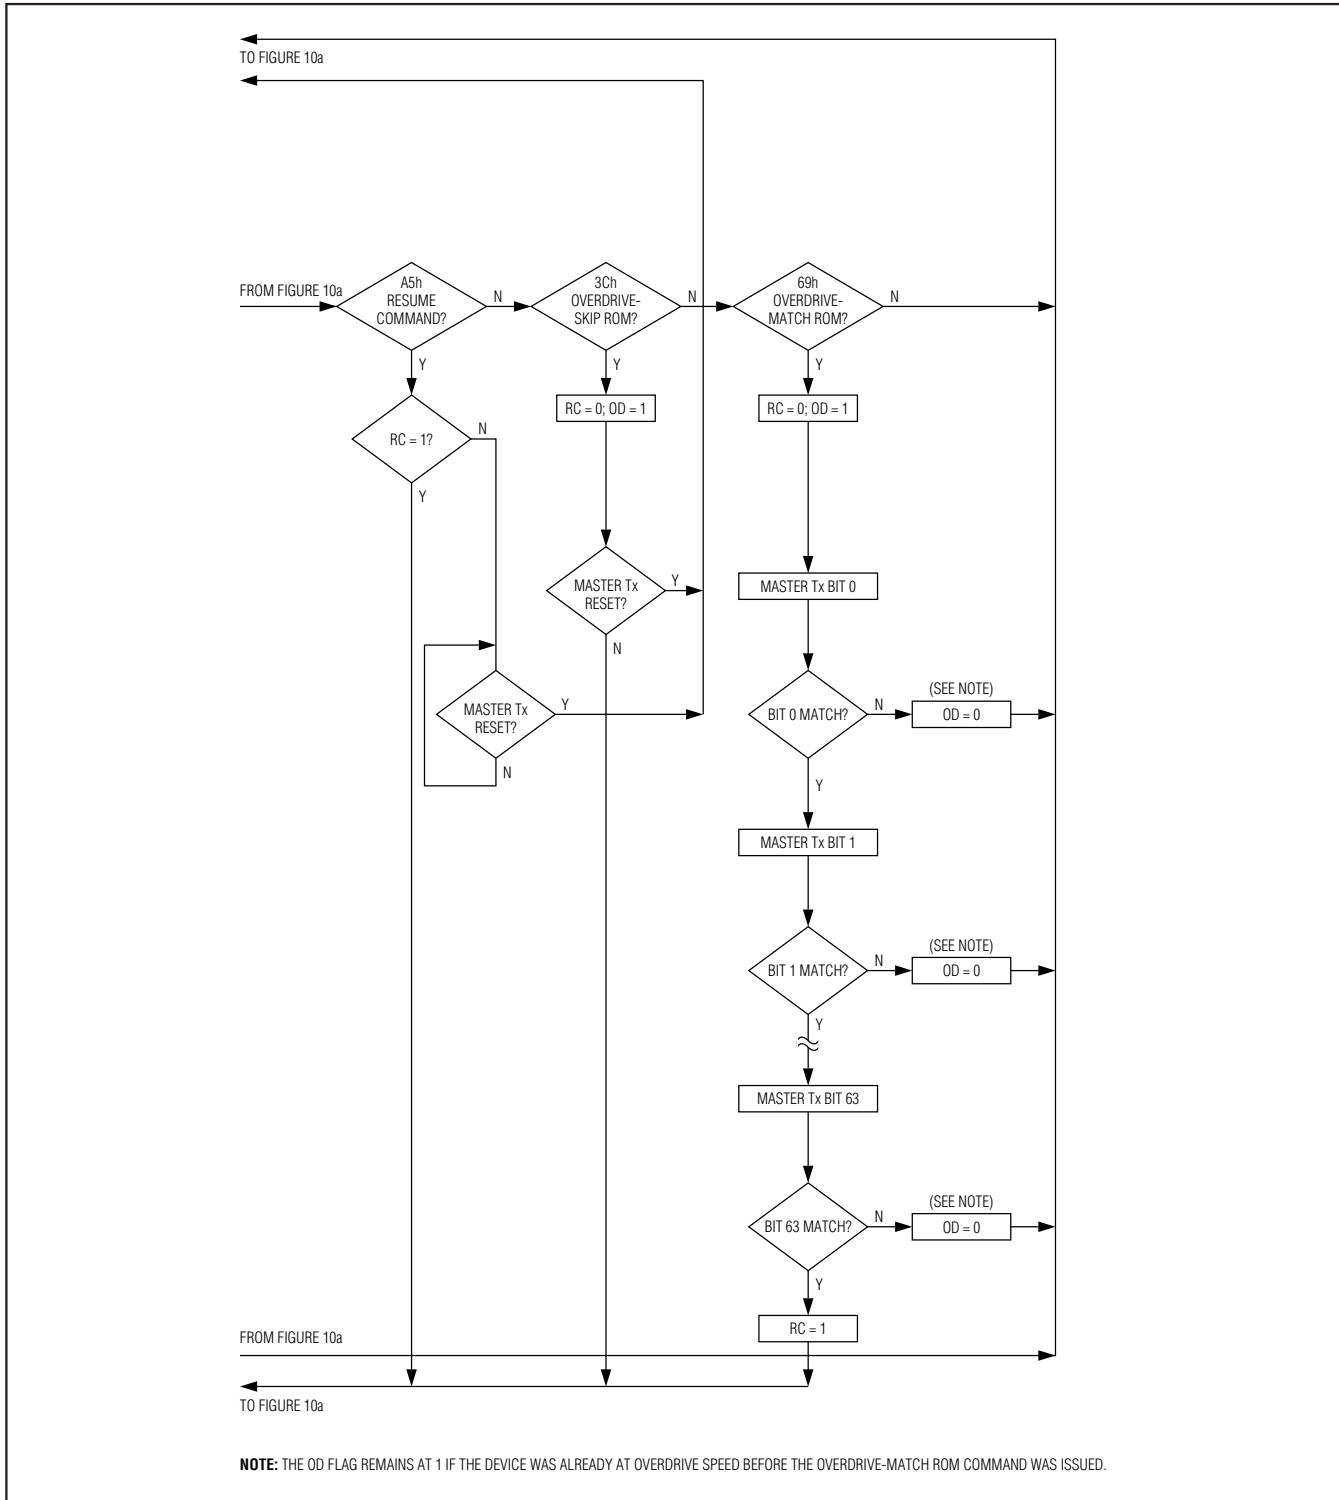 TO FIGURE 10a
FROM FIGURE 10a
A5h
RESUME
COMMAND?
N
3Ch
OVERDRIVE-
SKIP ROM?
N
69h
OVERDRIVE-
MATCH ROM?
N
Y
Y
Y
RC = 1?
N
Y
RC = 0; OD = 1
RC = 0; OD = 1
MASTER Tx
RESET?
Y
N
MASTER Tx BIT 0
MASTER Tx
RESET?
Y
N
BIT 0 MATCH?
N
(SEE NOTE)
OD = 0
Y
MASTER Tx BIT 1
BIT 1 MATCH?
N
(SEE NOTE)
OD = 0
Y
MASTER Tx BIT 63
BIT 63 MATCH?
N
(SEE NOTE)
OD = 0
Y
RC = 1
FROM FIGURE 10a
TO FIGURE 10a
NOTE: THE OD FLAG REMAINS AT 1 IF THE DEVICE WAS ALREADY AT OVERDRIVE SPEED BEFORE THE OVERDRIVE-MATCH ROM COMMAND WAS ISSUED.